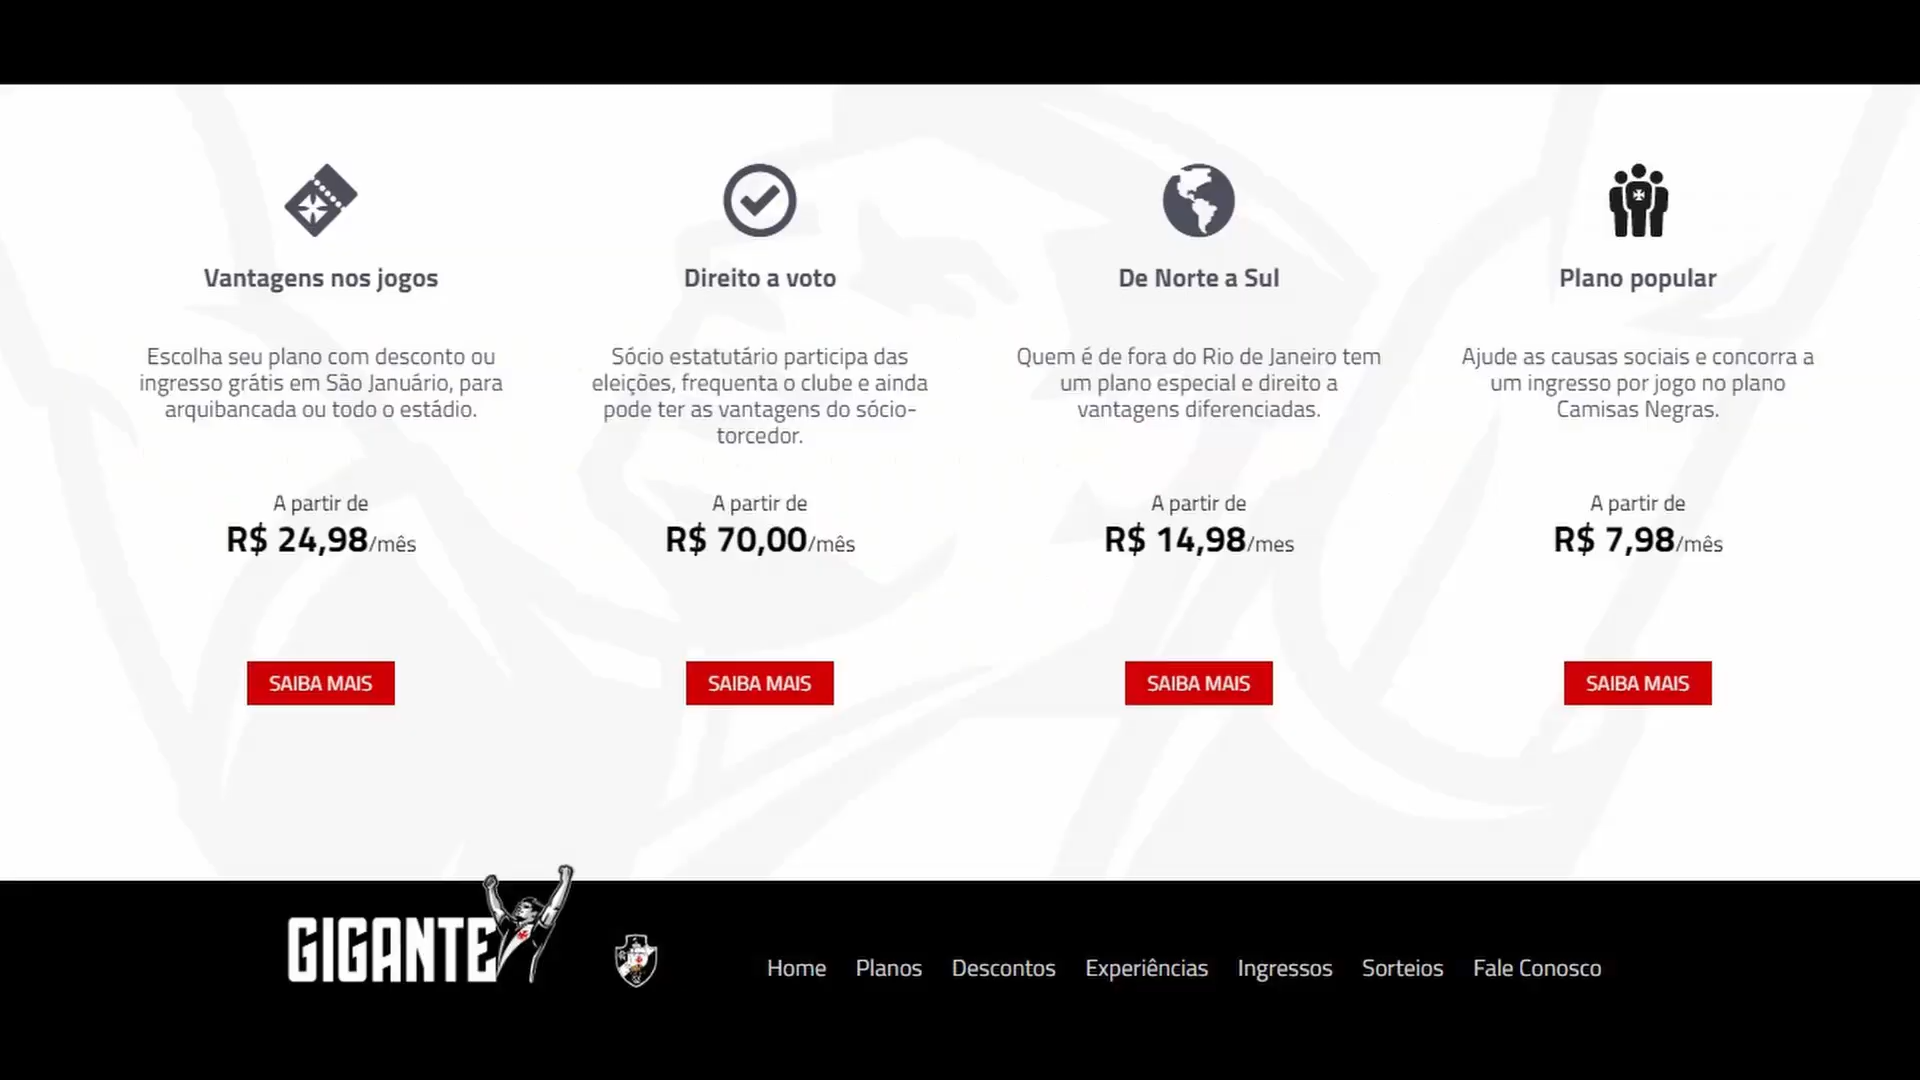 Vantagens nos jogos
Escolha seu plano com desconto ou
ingresso grátis em São Januário, para
arquibancada ou todo o estádio.
A partir de
R$ 24,98/mês
SAIBA MAIS
Direito a voto
Sócio estatutário participa das
eleições, frequenta o clube e ainda
pode ter as vantagens do sócio-
torcedor.
A partir de
R$ 70,00/mês
SAIBA MAIS
De Norte a Sul
Quem é de fora do Rio de Janeiro tem
um plano especial e direito a
vantagens diferenciadas.
A partir de
R$ 14,98/mes
SAIBA MAIS
Plano popular
Ajude as causas sociais e concorra a
um ingresso por jogo no plano
Camisas Negras.
A partir de
R$ 7,98/mês
SAIBA MAIS
GIGANTE
Home Planos Descontos Experiências Ingressos Sorteios Fale Conosco